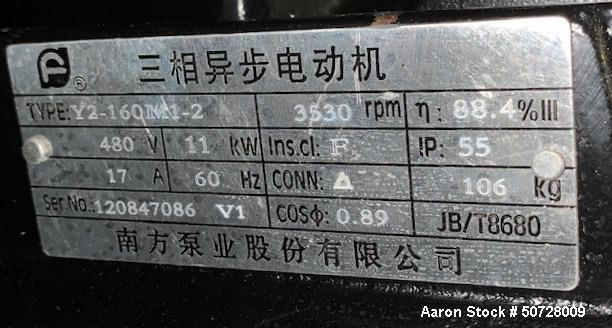 ® 三相异步电动机
TYPE: Y2-160M1-2 3530 rpm η: 88.4%III
480 V 11 kW Ins.cl: F IP: 55
17 A 60 Hz CONN: △ 106 kg
Ser.No.: 120847086 V1 COSΦ: 0.89 JB/T8680
南方泵业股份有限公司
Aaron Stock # 50728009